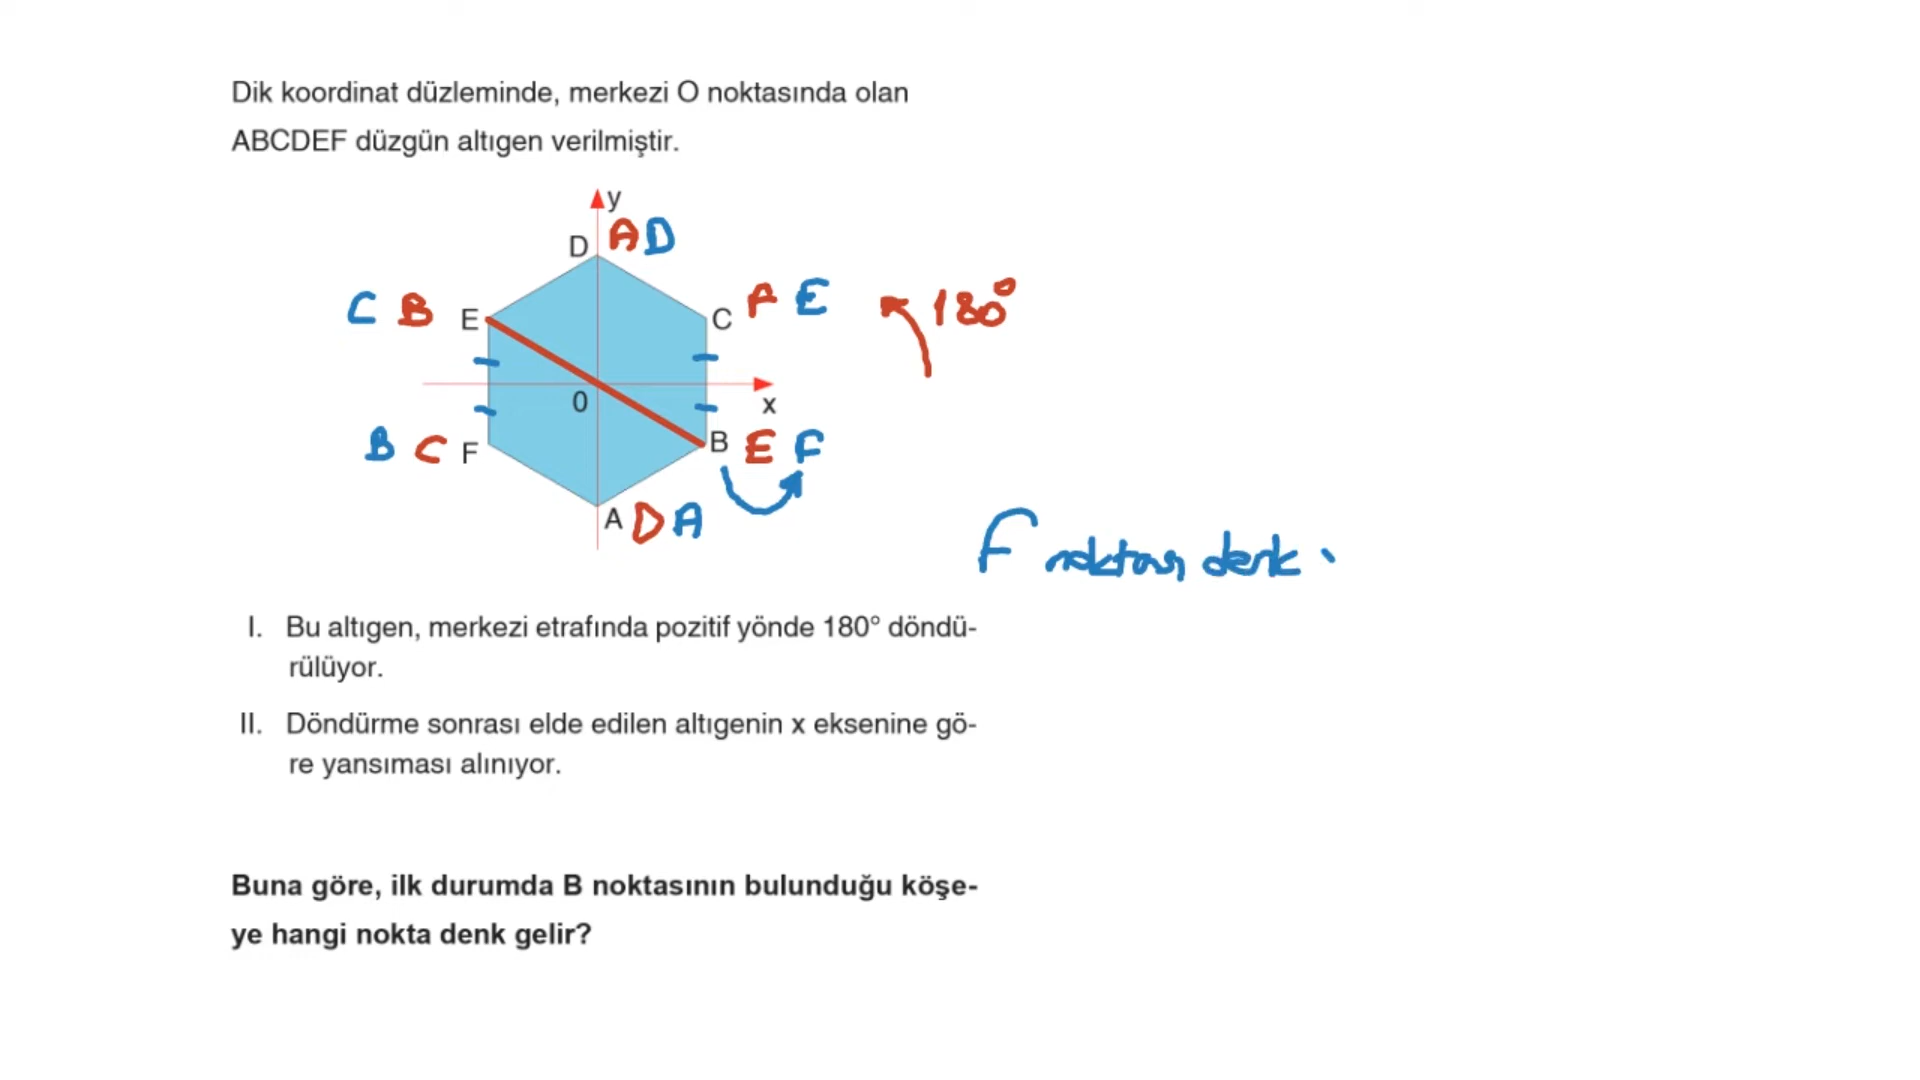 Dik koordinat düzleminde, merkezi O noktasında olan
ABCDEF düzgün altıgen verilmiştir.
y
D A D
C B E
C F E
180°
0
x
B C F
B E F
A D A
F noktası denk
I. Bu altıgen, merkezi etrafında pozitif yönde 180° döndü-
rülüyor.
II. Döndürme sonrası elde edilen altıgenin x eksenine gö-
re yansıması alınıyor.
Buna göre, ilk durumda B noktasının bulunduğu köşe-
ye hangi nokta denk gelir?